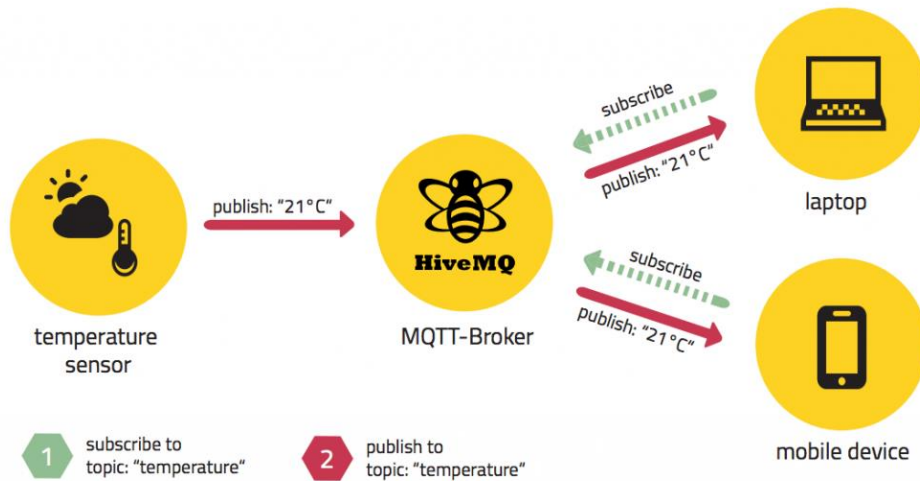 subscribe
publish: “21°C“
laptop
publish: “21°C“
HiveMQ
temperature
sensor
MQTT-Broker
subscribe
publish: “21°C“
mobile device
1
subscribe to
topic: “temperature“
2
publish to
topic: “temperature“